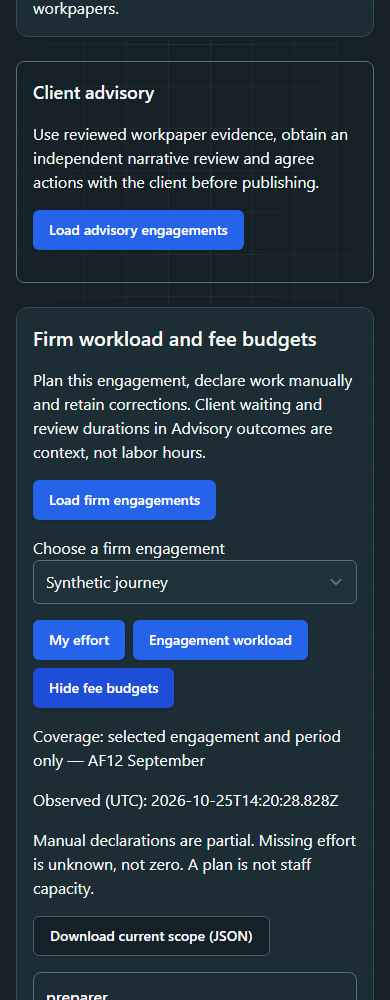 workpapers.
Client advisory
Use reviewed workpaper evidence, obtain an
independent narrative review and agree
actions with the client before publishing.
Load advisory engagements
Firm workload and fee budgets
Plan this engagement, declare work manually
and retain corrections. Client waiting and
review durations in Advisory outcomes are
context, not labor hours.
Load firm engagements
Choose a firm engagement
Synthetic journey
My effort
Engagement workload
Hide fee budgets
Coverage: selected engagement and period
only — AF12 September
Observed (UTC): 2026-10-25T14:20:28.828Z
Manual declarations are partial. Missing effort
is unknown, not zero. A plan is not staff
capacity.
Download current scope (JSON)
preparer